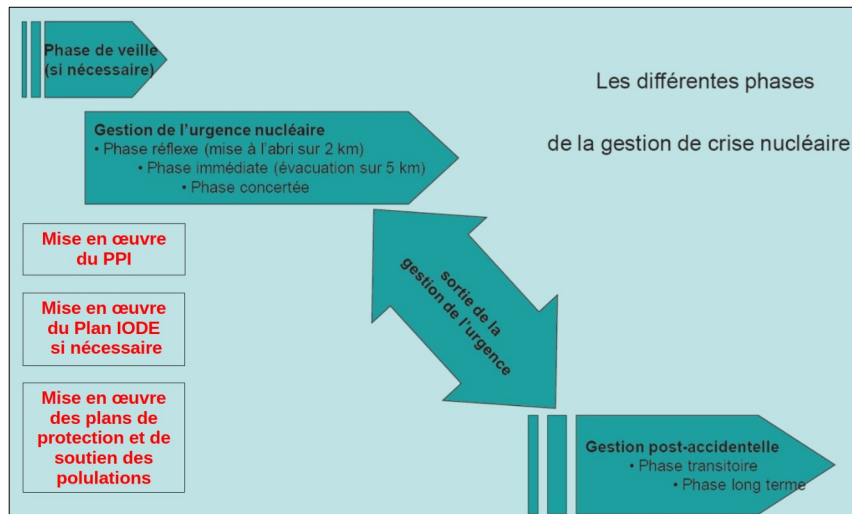 Phase de veille
(si nécessaire)
Les différentes phases
de la gestion de crise nucléaire
Gestion de l'urgence nucléaire
• Phase réflexe (mise à l'abri sur 2 km)
• Phase immédiate (évacuation sur 5 km)
• Phase concertée
Mise en œuvre
du PPI
Mise en œuvre
du Plan IODE
si nécessaire
Mise en œuvre
des plans de
protection et de
soutien des
polulations
sortie de la
gestion de l'urgence
Gestion post-accidentelle
• Phase transitoire
• Phase long terme